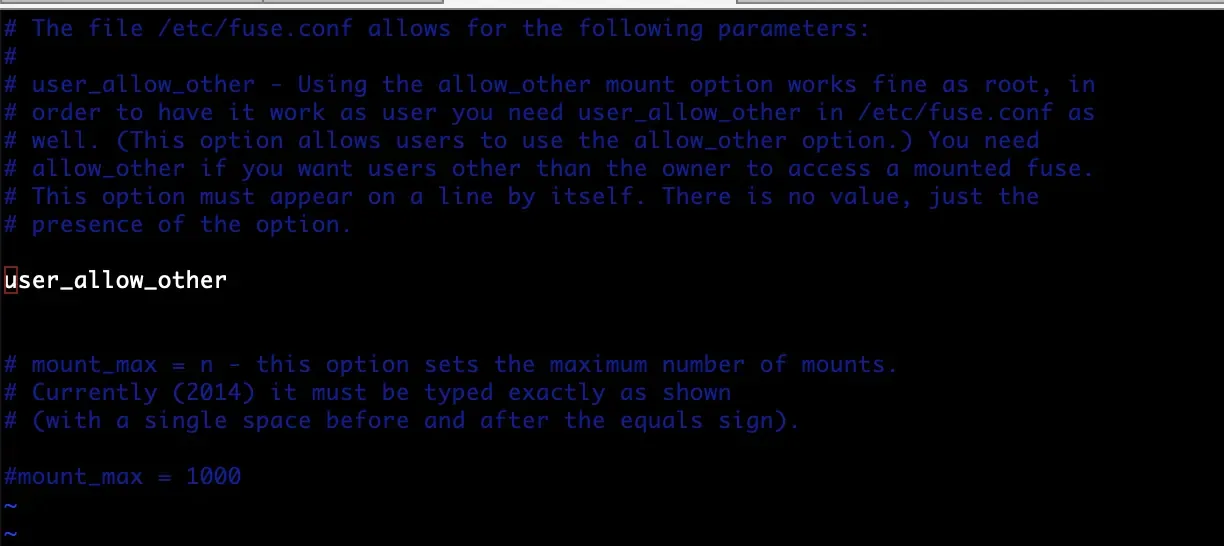 # The file /etc/fuse.conf allows for the following parameters:
#
# user_allow_other - Using the allow_other mount option works fine as root, in
# order to have it work as user you need user_allow_other in /etc/fuse.conf as
# well. (This option allows users to use the allow_other option.) You need
# allow_other if you want users other than the owner to access a mounted fuse.
# This option must appear on a line by itself. There is no value, just the
# presence of the option.
user_allow_other
# mount_max = n - this option sets the maximum number of mounts.
# Currently (2014) it must be typed exactly as shown
# (with a single space before and after the equals sign).
#mount_max = 1000
~
~